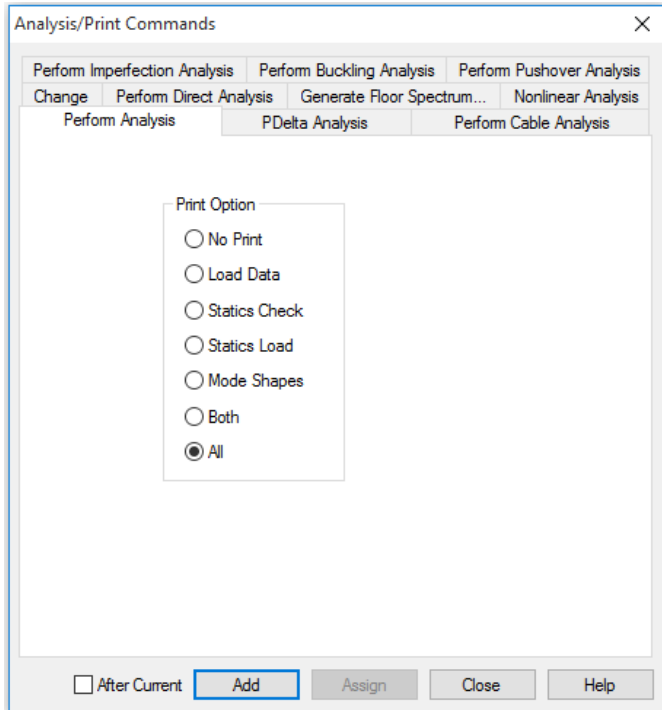 Analysis/Print Commands
Perform Imperfection Analysis Perform Buckling Analysis Perform Pushover Analysis
Change Perform Direct Analysis Generate Floor Spectrum... Nonlinear Analysis
Perform Analysis PDelta Analysis Perform Cable Analysis
Print Option
No Print
Load Data
Statics Check
Statics Load
Mode Shapes
Both
All
After Current Add Assign Close Help